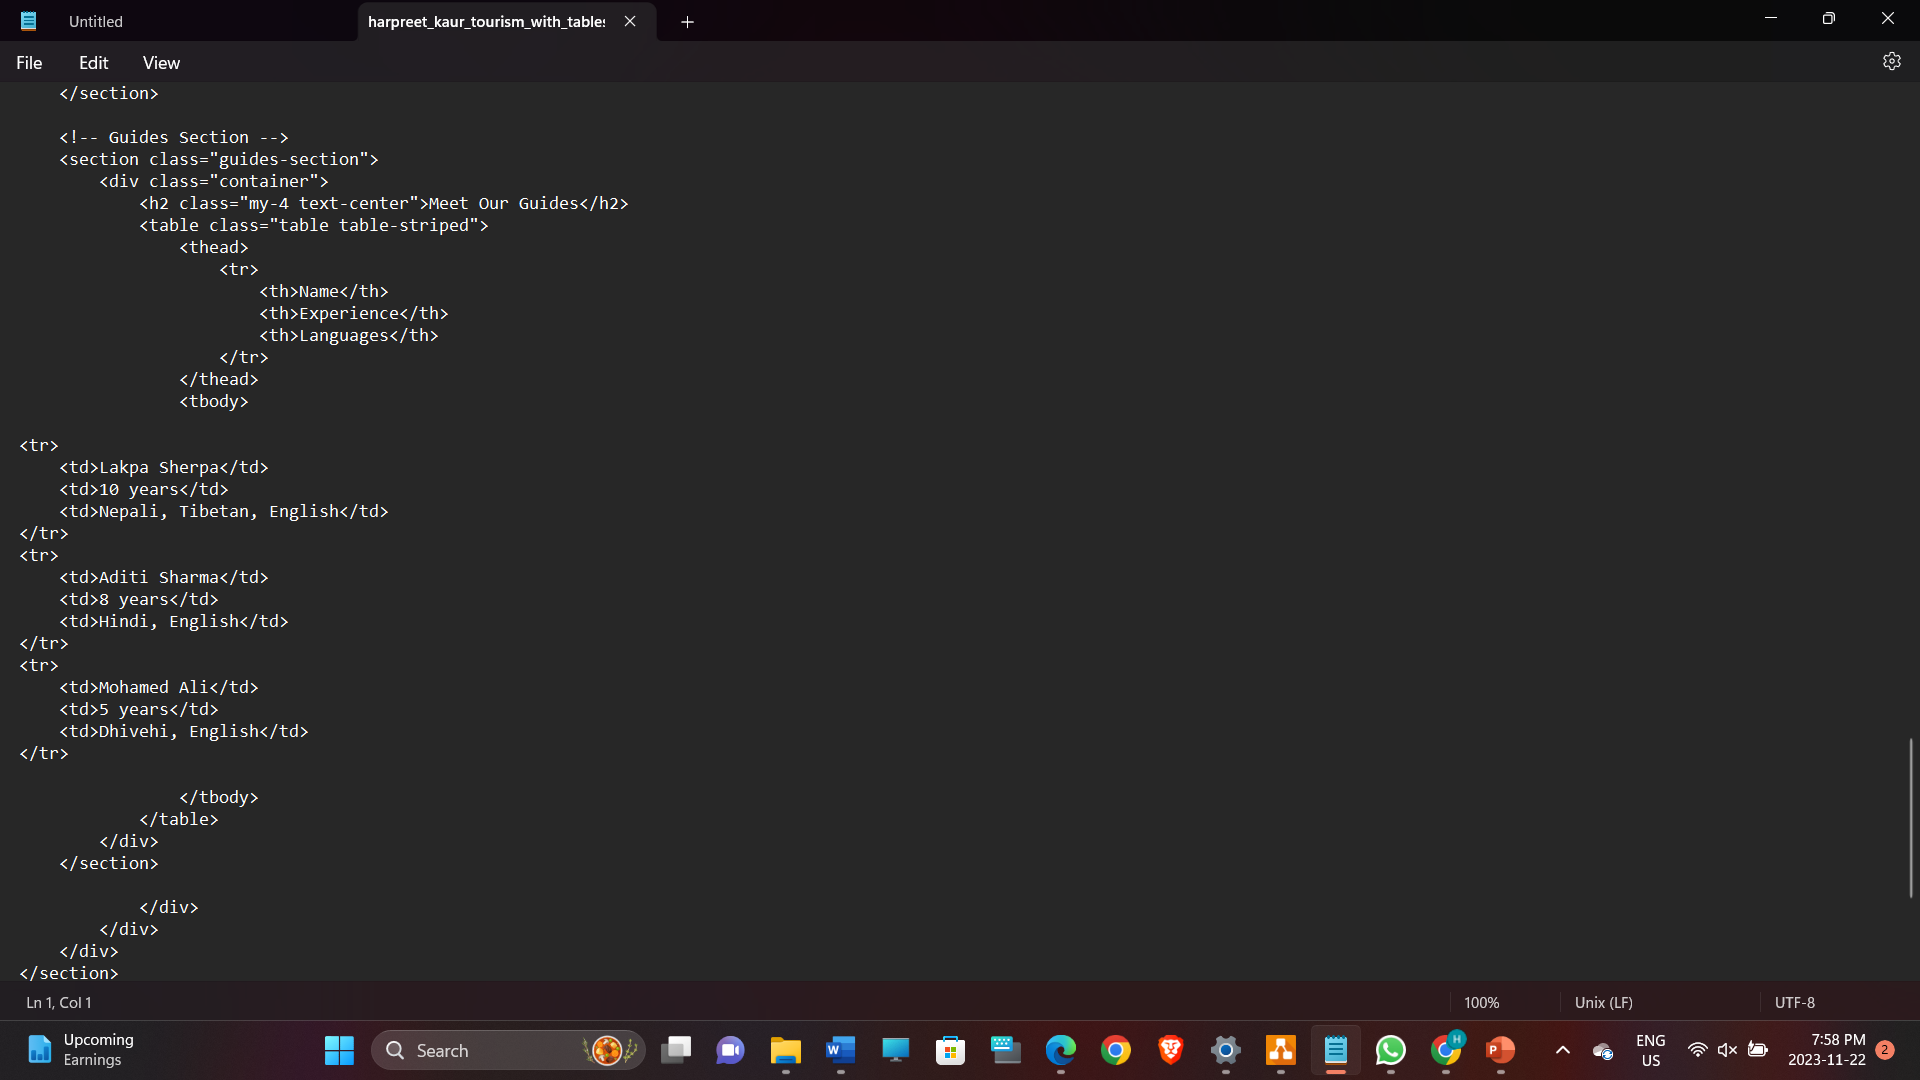 Untitled
harpreet_kaur_tourism_with_tables
File Edit View
</section>
<!-- Guides Section -->
<section class="guides-section">
<div class="container">
<h2 class="my-4 text-center">Meet Our Guides</h2>
<table class="table table-striped">
<thead>
<tr>
<th>Name</th>
<th>Experience</th>
<th>Languages</th>
</tr>
</thead>
<tbody>
<tr>
<td>Lakpa Sherpa</td>
<td>10 years</td>
<td>Nepali, Tibetan, English</td>
</tr>
<tr>
<td>Aditi Sharma</td>
<td>8 years</td>
<td>Hindi, English</td>
</tr>
<tr>
<td>Mohamed Ali</td>
<td>5 years</td>
<td>Dhivehi, English</td>
</tr>
</tbody>
</table>
</div>
</section>
</div>
</div>
</div>
</section>
Ln 1, Col 1
100%
Unix (LF)
UTF-8
Upcoming
Earnings
Search
W
H
P
ENG
US
7:58 PM
2023-11-22
2